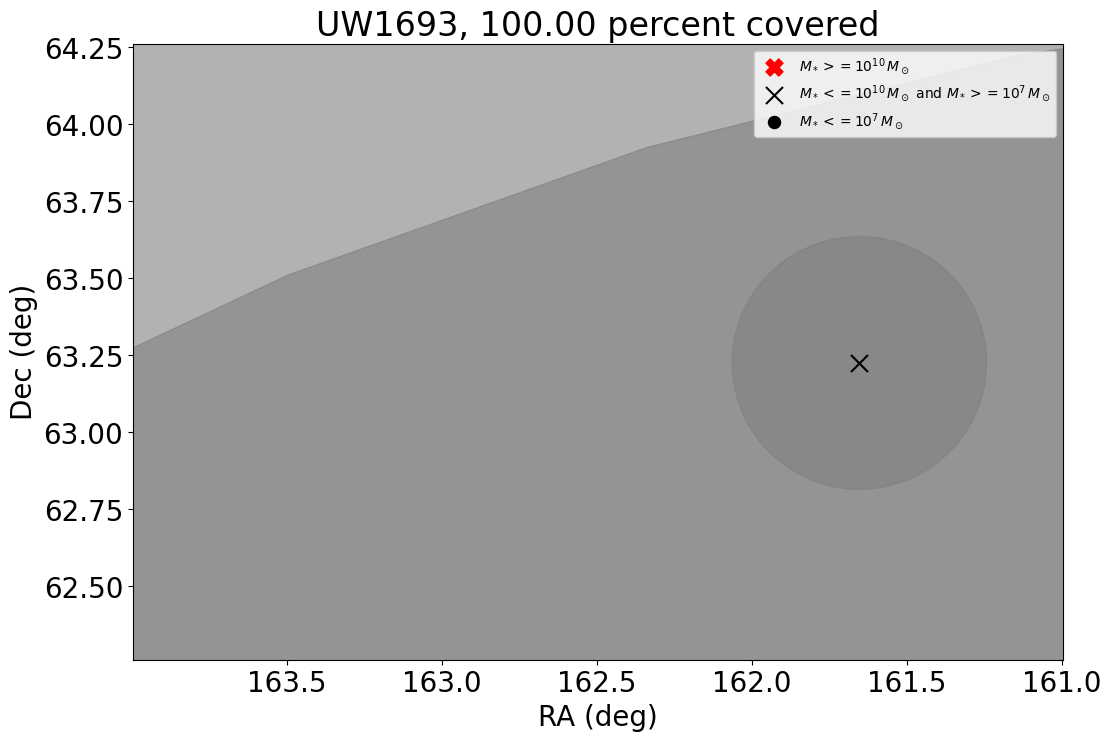 UW1693, 100.00 percent covered
M* >= 10^10 M⊙
M* <= 10^10 M⊙ and M* >= 10^7 M⊙
M* <= 10^7 M⊙
64.25
64.00
63.75
63.50
63.25
63.00
62.75
62.50
Dec (deg)
163.5 163.0 162.5 162.0 161.5 161.0
RA (deg)